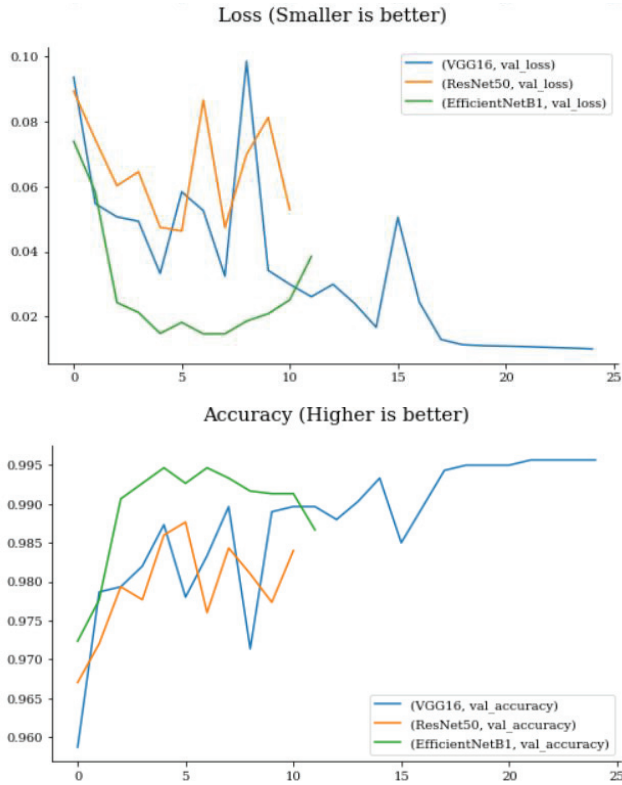 Loss (Smaller is better)
0.10
0.08
0.06
0.04
0.02
(VGG16, val_loss)
(ResNet50, val_loss)
(EfficientNetB1, val_loss)
0 5 10 15 20 25
Accuracy (Higher is better)
0.995
0.990
0.985
0.980
0.975
0.970
0.965
0.960
(VGG16, val_accuracy)
(ResNet50, val_accuracy)
(EfficientNetB1, val_accuracy)
0 5 10 15 20 25